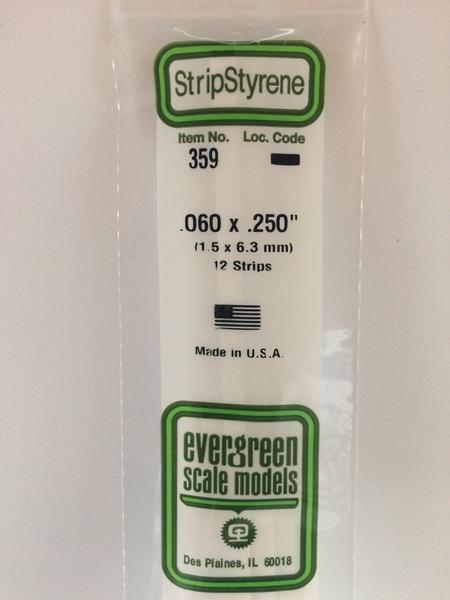 StripStyrene
Item No. Loc. Code
359
.060 x .250"
(1.5 x 6.3 mm)
12 Strips
Made in U.S.A.
evergreen
scale models
Des Plaines, IL 60018